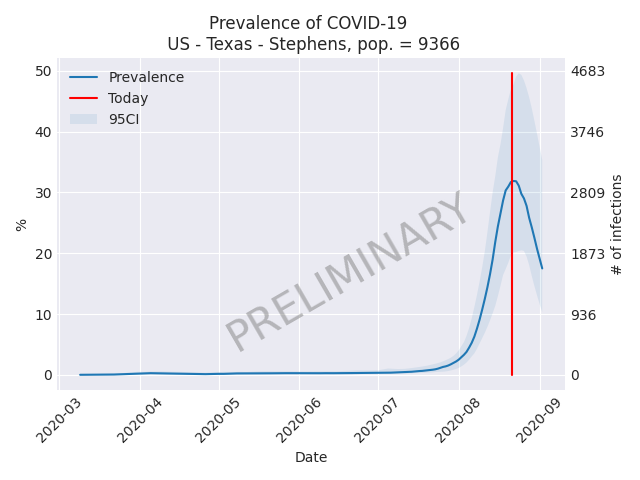 Prevalence of COVID-19
US - Texas - Stephens, pop. = 9366
Prevalence
Today
95CI
50
40
30
20
10
0
%
4683
3746
2809
1873
936
0
# of infections
PRELIMINARY
2020-03
2020-04
2020-05
2020-06
2020-07
2020-08
2020-09
Date